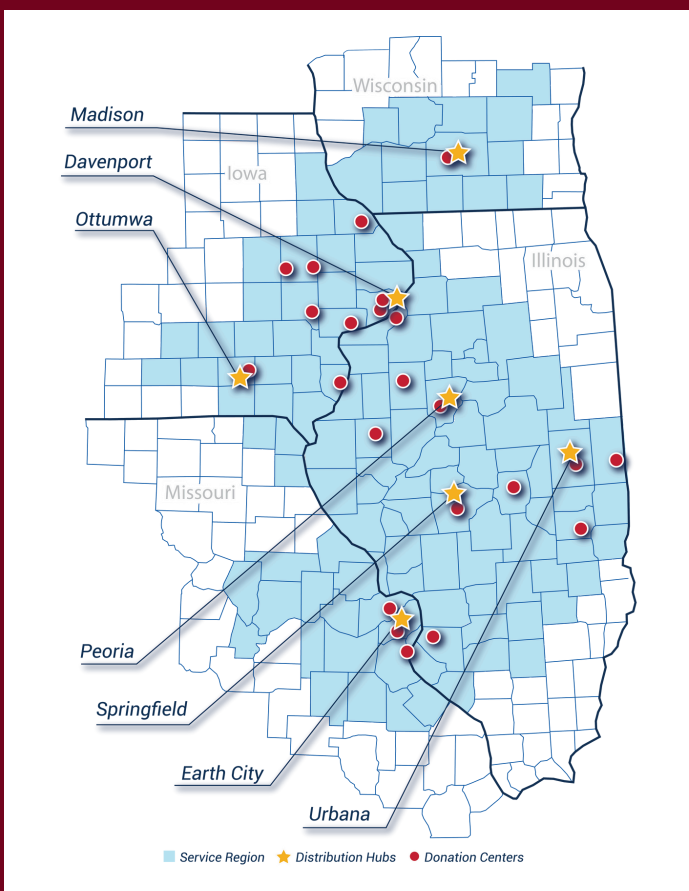 Wisconsin
Madison
Davenport
Iowa
Ottumwa
Illinois
Missouri
Peoria
Springfield
Earth City
Urbana
Service Region
Distribution Hubs
Donation Centers